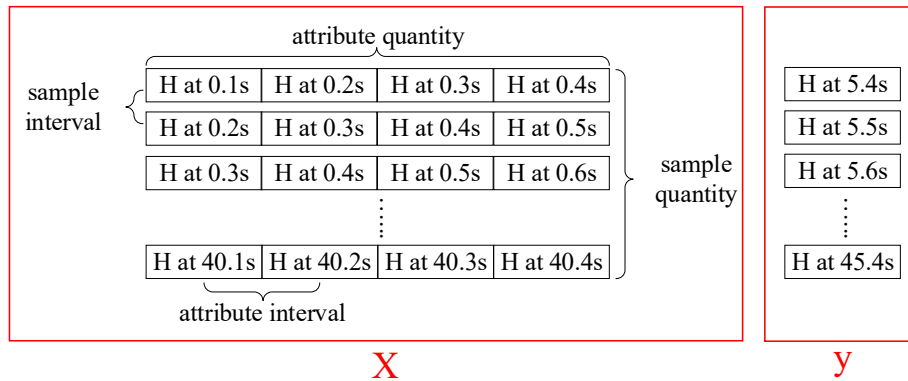 attribute quantity
sample interval
H at 0.1s H at 0.2s H at 0.3s H at 0.4s
H at 0.2s H at 0.3s H at 0.4s H at 0.5s
H at 0.3s H at 0.4s H at 0.5s H at 0.6s
H at 40.1s H at 40.2s H at 40.3s H at 40.4s
sample quantity
attribute interval
X
H at 5.4s
H at 5.5s
H at 5.6s
H at 45.4s
y